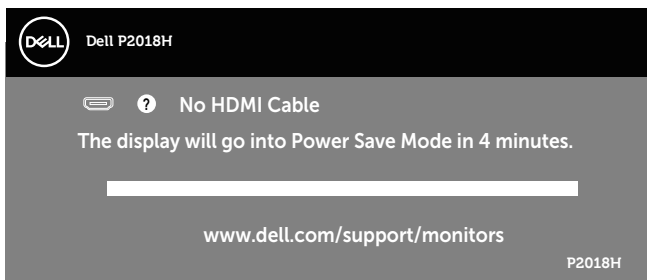 DELL
Dell P2018H
? No HDMI Cable
The display will go into Power Save Mode in 4 minutes.
www.dell.com/support/monitors
P2018H